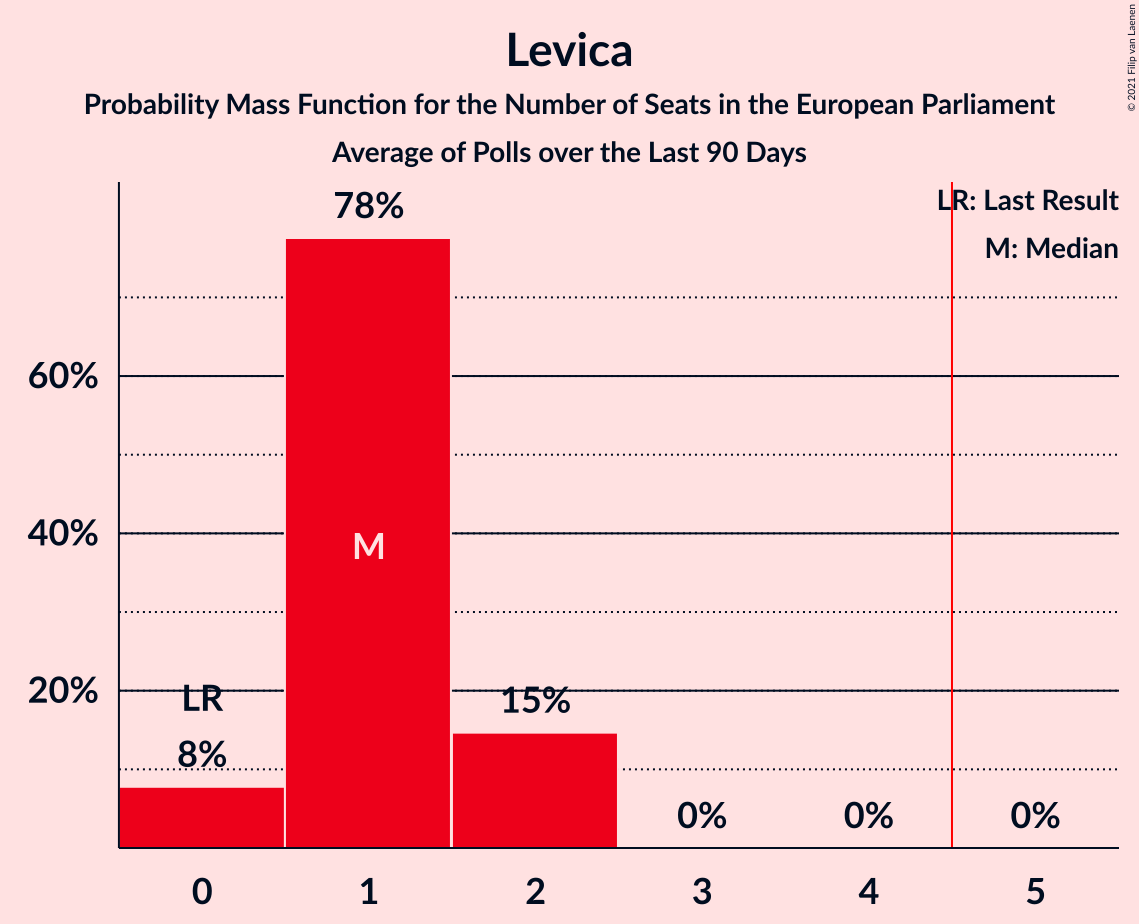 Levica
Probability Mass Function for the Number of Seats in the European Parliament
Average of Polls over the Last 90 Days
© 2021 Filip van Laenen
LR: Last Result
M: Median
78%
60%
40%
20%
M
LR
8%
15%
0%
0%
0%
0 1 2 3 4 5